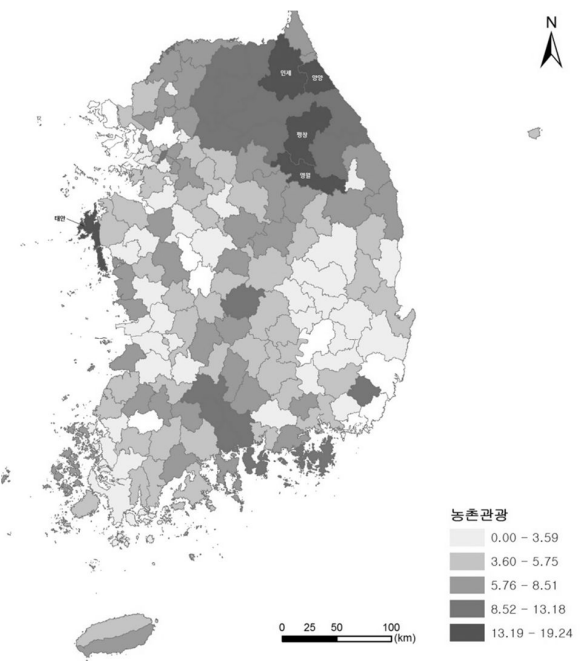 N
인제
양양
평창
영월
태안
농촌관광
0.00 - 3.59
3.60 - 5.75
5.76 - 8.51
8.52 - 13.18
13.19 - 19.24
0 25 50 100
(km)